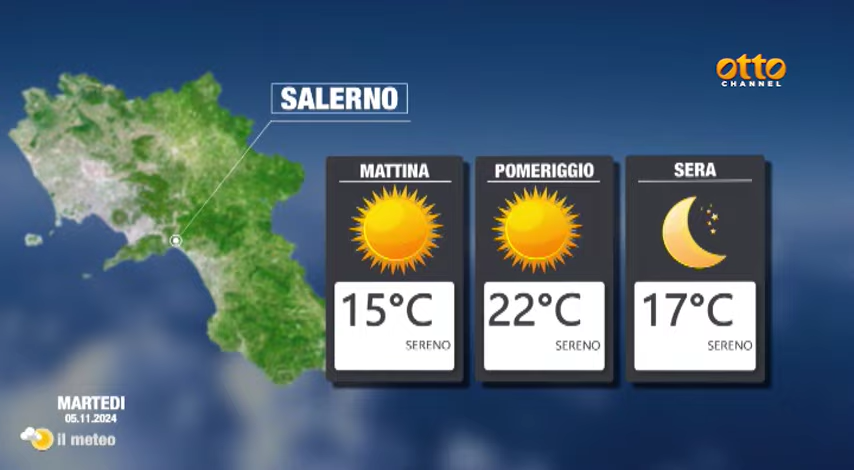 otto
CHANNEL
SALERNO
MATTINA
15°C
SERENO
POMERIGGIO
22°C
SERENO
SERA
17°C
SERENO
MARTEDI
05.11.2024
il meteo